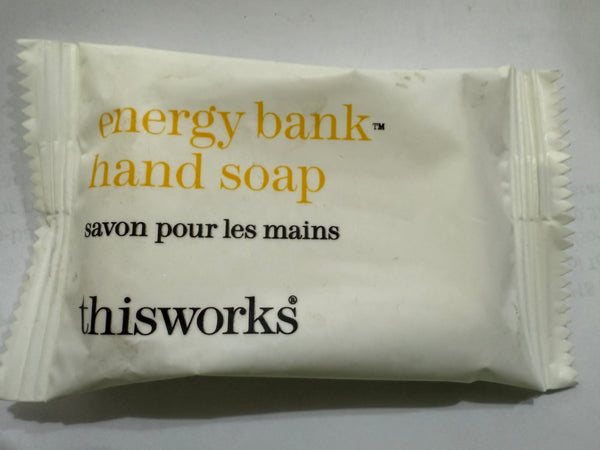 energy bank™
hand soap
savon pour les mains
thisworks®